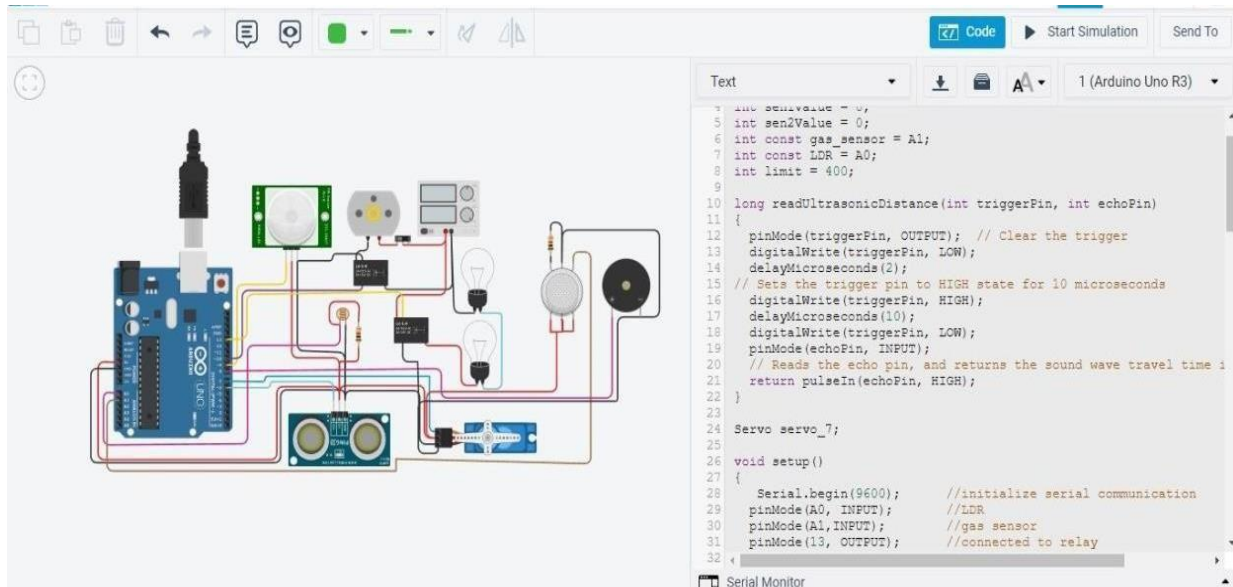 Code
Start Simulation
Send To
Text
1 (Arduino Uno R3)
5 int sen2Value = 0;
6 int const gas_sensor = A1;
7 int const LDR = A0;
8 int limit = 400;
9
10 long readUltrasonicDistance(int triggerPin, int echoPin)
11 {
12 pinMode(triggerPin, OUTPUT); // Clear the trigger
13 digitalWrite(triggerPin, LOW);
14 delayMicroseconds(2);
15 // Sets the trigger pin to HIGH state for 10 microseconds
16 digitalWrite(triggerPin, HIGH);
17 delayMicroseconds(10);
18 digitalWrite(triggerPin, LOW);
19 pinMode(echoPin, INPUT);
20 // Reads the echo pin, and returns the sound wave travel time i
21 return pulseIn(echoPin, HIGH);
22 }
23
24 Servo servo_7;
25
26 void setup()
27 {
28 Serial.begin(9600); //initialize serial communication
29 pinMode(A0, INPUT); //LDR
30 pinMode(A1,INPUT); //gas sensor
31 pinMode(13, OUTPUT); //connected to relay
32
Serial Monitor
UNO
ARDUINO